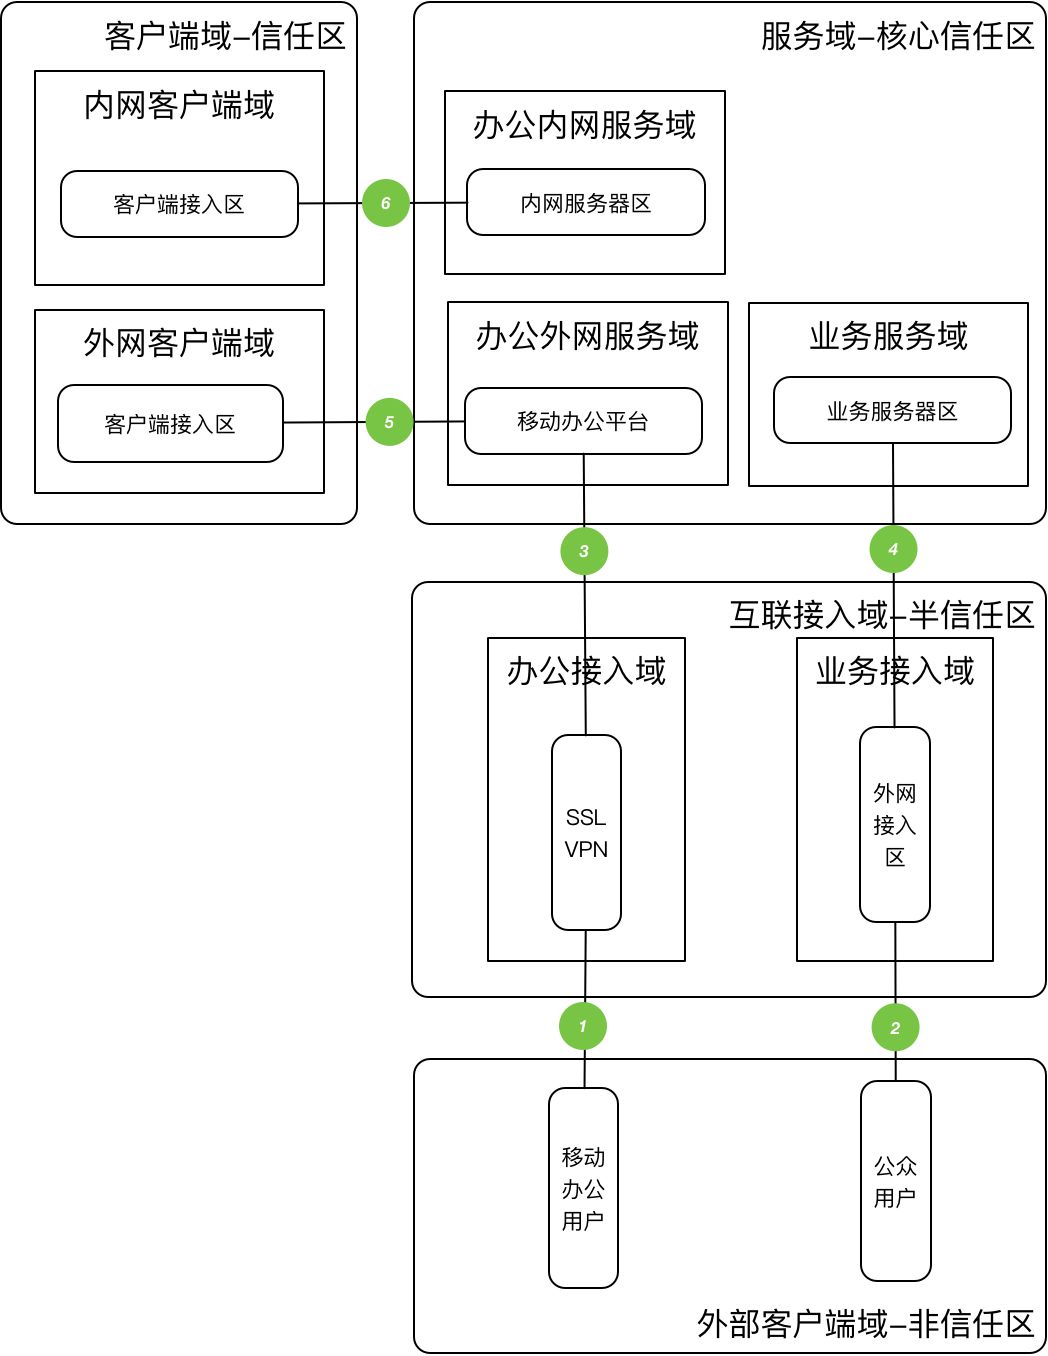 客户端域–信任区
内网客户端域
客户端接入区
外网客户端域
客户端接入区
6
5
服务域–核心信任区
办公内网服务域
内网服务器区
办公外网服务域
移动办公平台
业务服务域
业务服务器区
3
4
互联接入域–半信任区
办公接入域
SSL
VPN
业务接入域
外网
接入
区
1
2
移动
办公
用户
公众
用户
外部客户端域–非信任区